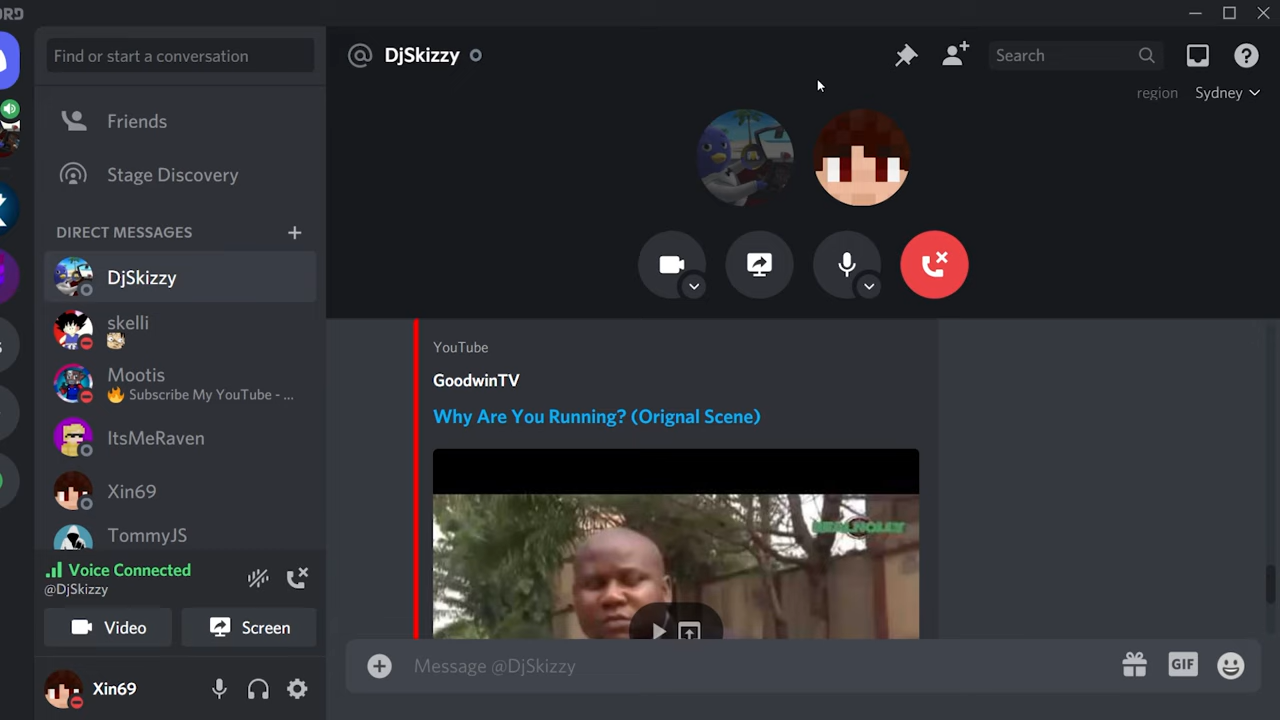 ORD
Find or start a conversation
Friends
Stage Discovery
DIRECT MESSAGES
DjSkizzy
skelli
Mootis
🔥 Subscribe My YouTube - ...
ItsMeRaven
Xin69
TommyJS
Voice Connected
@DjSkizzy
Video
Screen
Xin69
@ DjSkizzy
Search
region Sydney
YouTube
GoodwinTV
Why Are You Running? (Orignal Scene)
REALNOLLY
Message @DjSkizzy
GIF